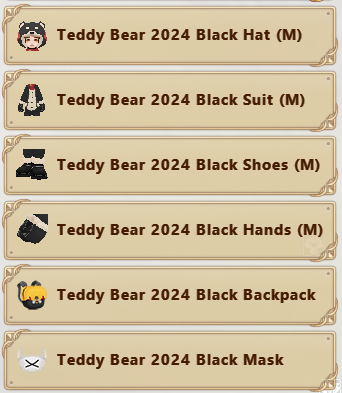 Teddy Bear 2024 Black Hat (M)
Teddy Bear 2024 Black Suit (M)
Teddy Bear 2024 Black Shoes (M)
Teddy Bear 2024 Black Hands (M)
Teddy Bear 2024 Black Backpack
Teddy Bear 2024 Black Mask